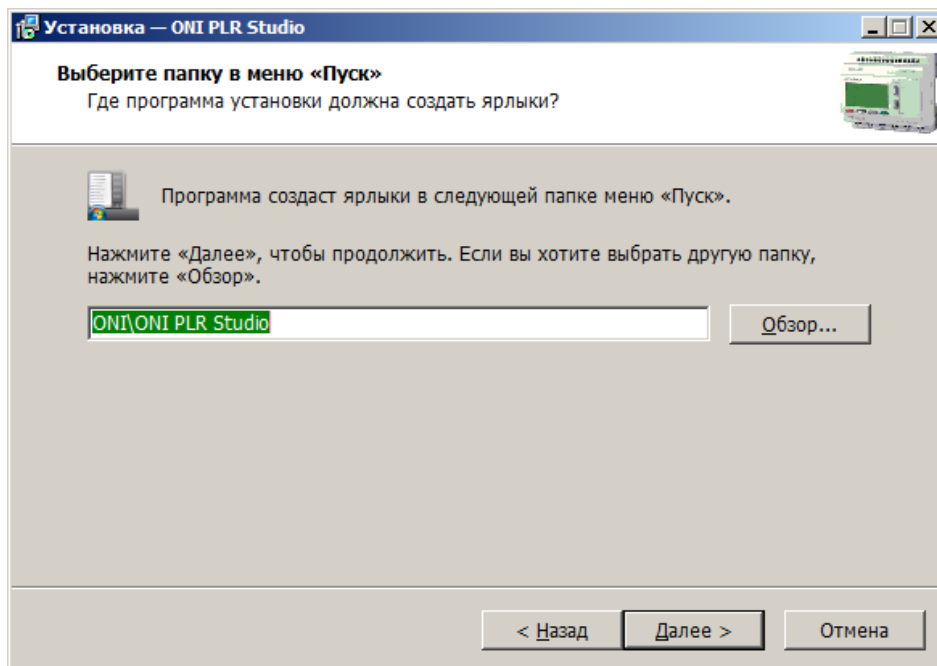 Установка — ONI PLR Studio
Выберите папку в меню «Пуск»
Где программа установки должна создать ярлыки?
Программа создаст ярлыки в следующей папке меню «Пуск».
Нажмите «Далее», чтобы продолжить. Если вы хотите выбрать другую папку,
нажмите «Обзор».
ONI\ONI PLR Studio
Обзор...
< Назад
Далее >
Отмена